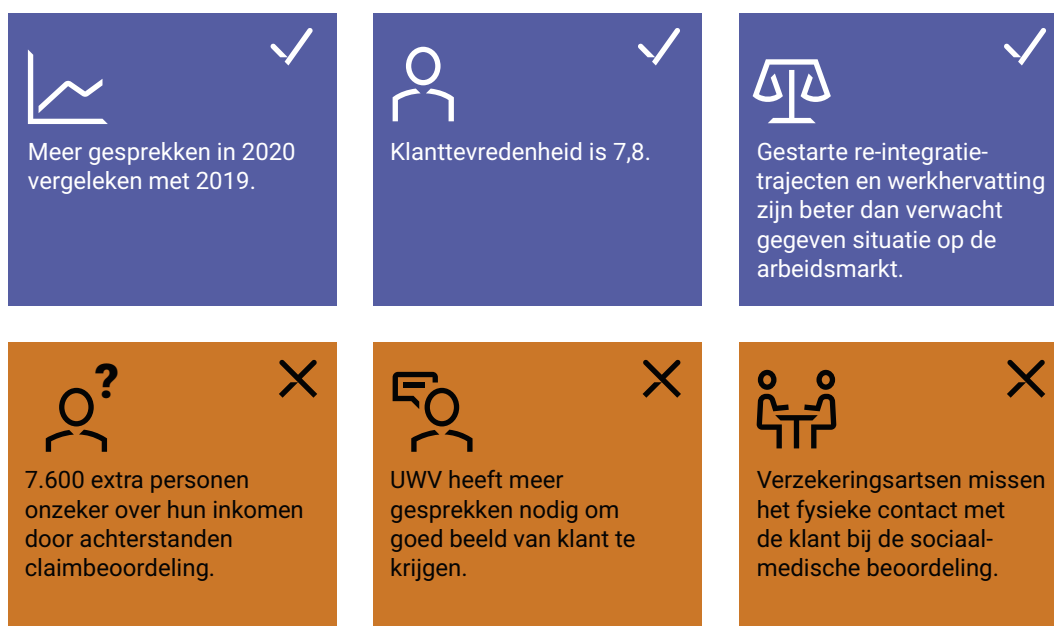 Meer gesprekken in 2020
vergeleken met 2019.
Klanttevredenheid is 7,8.
Gestarte re-integratie-
trajecten en werkhervatting
zijn beter dan verwacht
gegeven situatie op de
arbeidsmarkt.
?
7.600 extra personen
onzeker over hun inkomen
door achterstanden
claimbeoordeling.
UWV heeft meer
gesprekken nodig om
goed beeld van klant te
krijgen.
Verzekeringsartsen missen
het fysieke contact met
de klant bij de sociaal-
medische beoordeling.